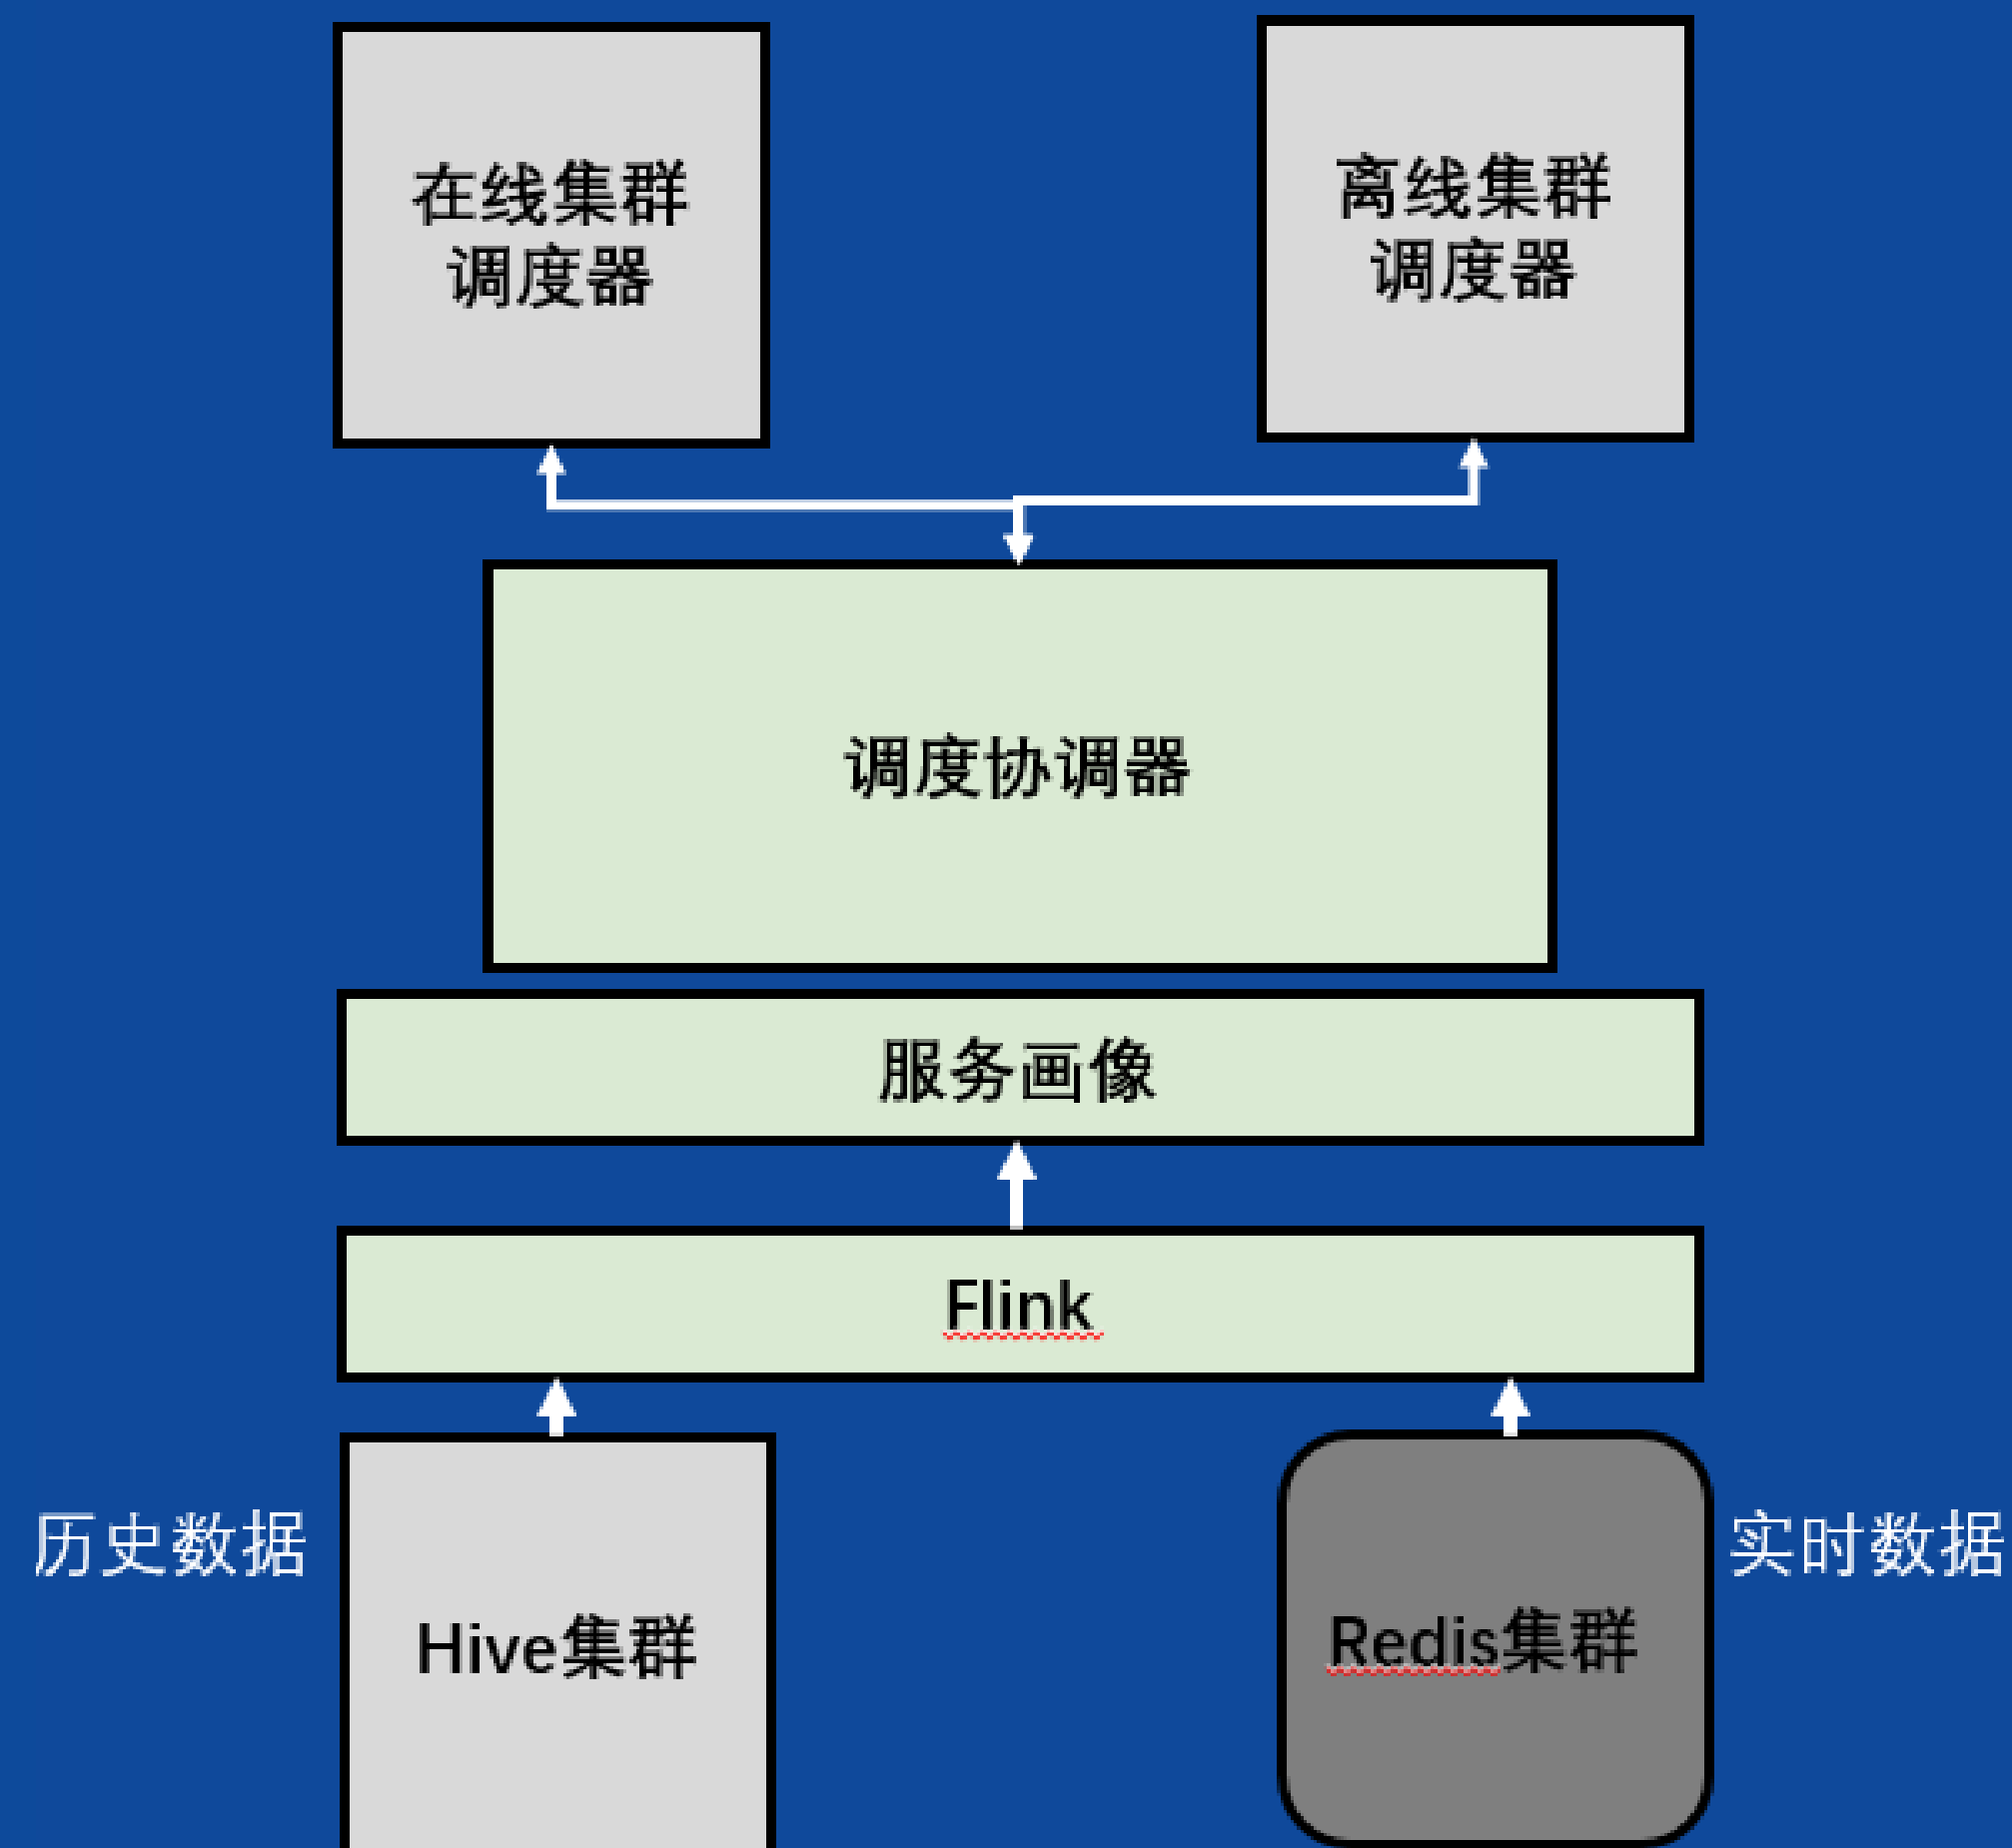 在线集群
调度器
离线集群
调度器
调度协调器
服务画像
Flink
历史数据
Hive集群
Redis集群
实时数据